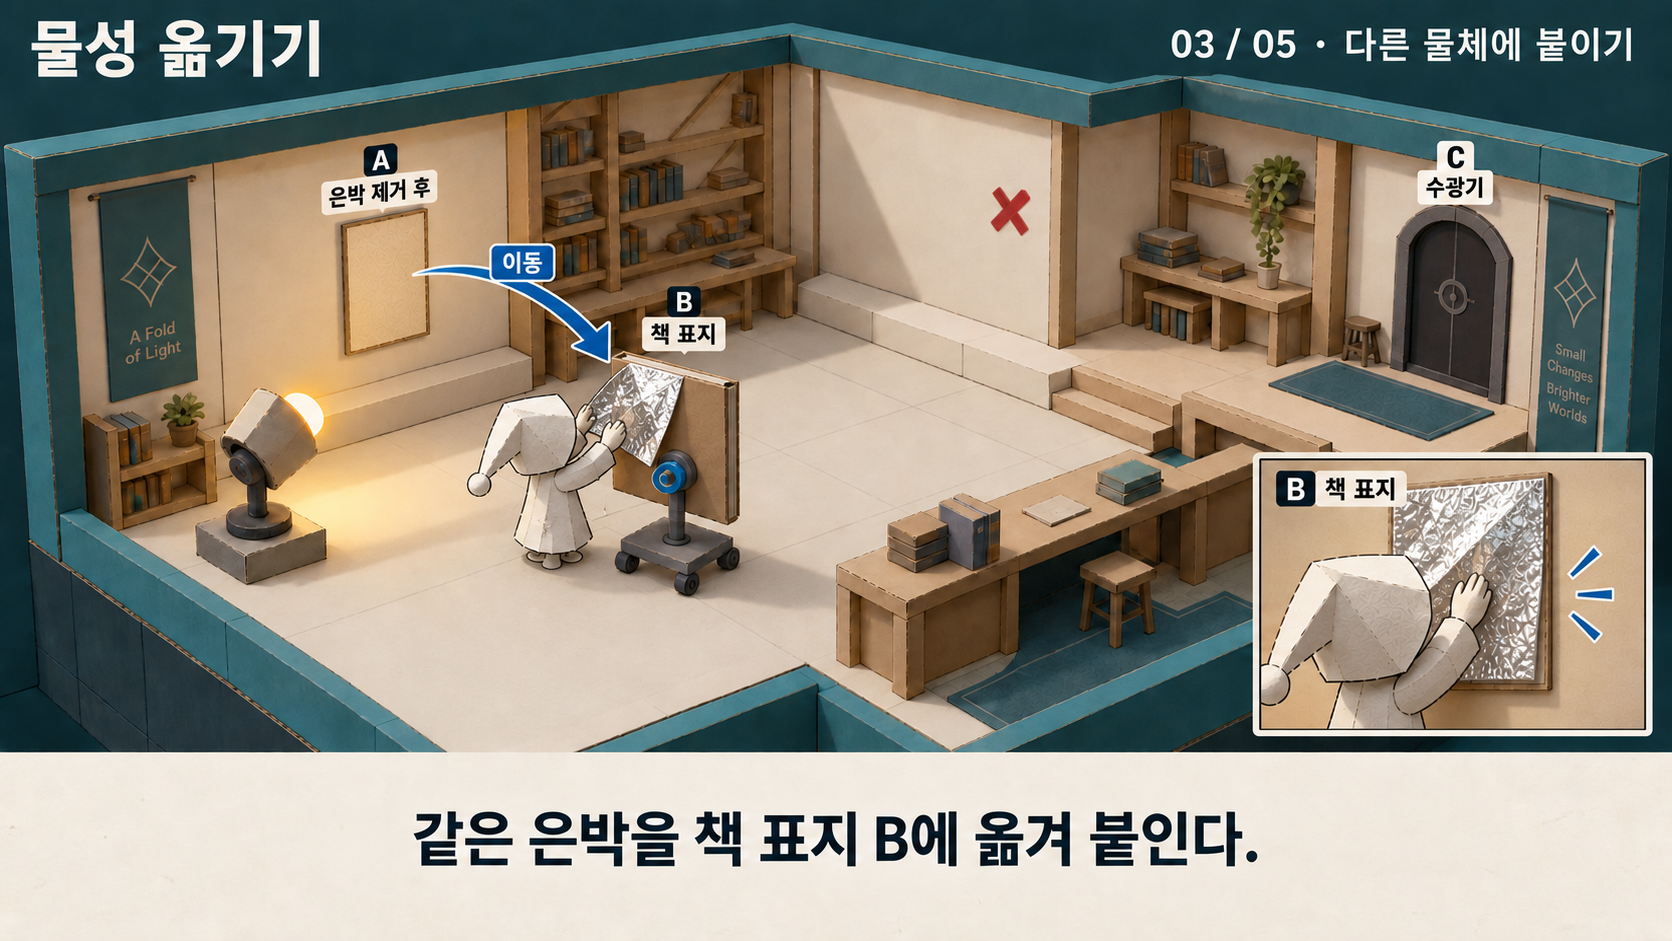 물성 옮기기
03 / 05 · 다른 물체에 붙이기
A
은박 제거 후
이동
B
책 표지
C
수광기
A Fold
of Light
Small
Changes
Brighter
Worlds
B 책 표지
같은 은박을 책 표지 B에 옮겨 붙인다.